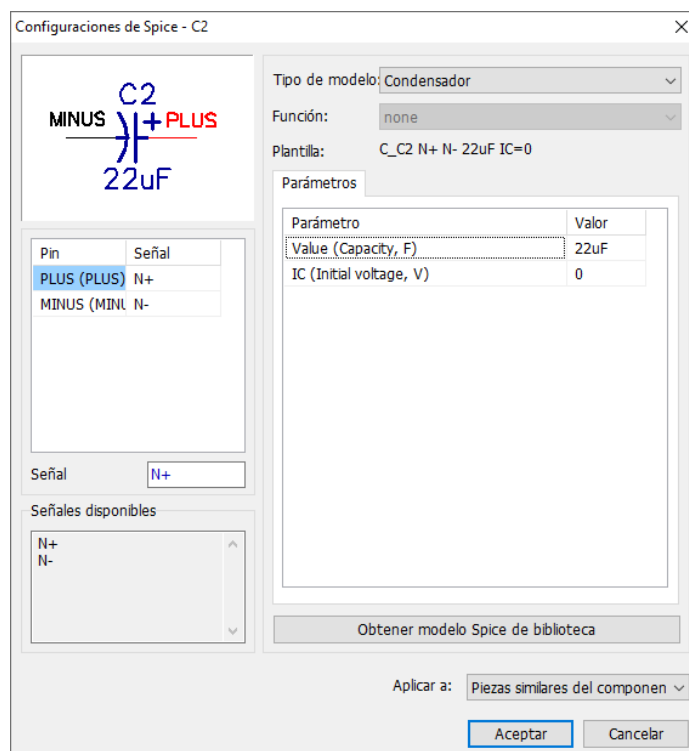 Configuraciones de Spice - C2
C2
MINUS + PLUS
22uF
Pin Señal
PLUS (PLUS) N+
MINUS (MINU N-
Señal N+
Señales disponibles
N+
N-
Tipo de modelo: Condensador
Función: none
Plantilla: C_C2 N+ N- 22uF IC=0
Parámetros
Parámetro Valor
Value (Capacity, F) 22uF
IC (Initial voltage, V) 0
Obtener modelo Spice de biblioteca
Aplicar a: Piezas similares del componen
Aceptar Cancelar